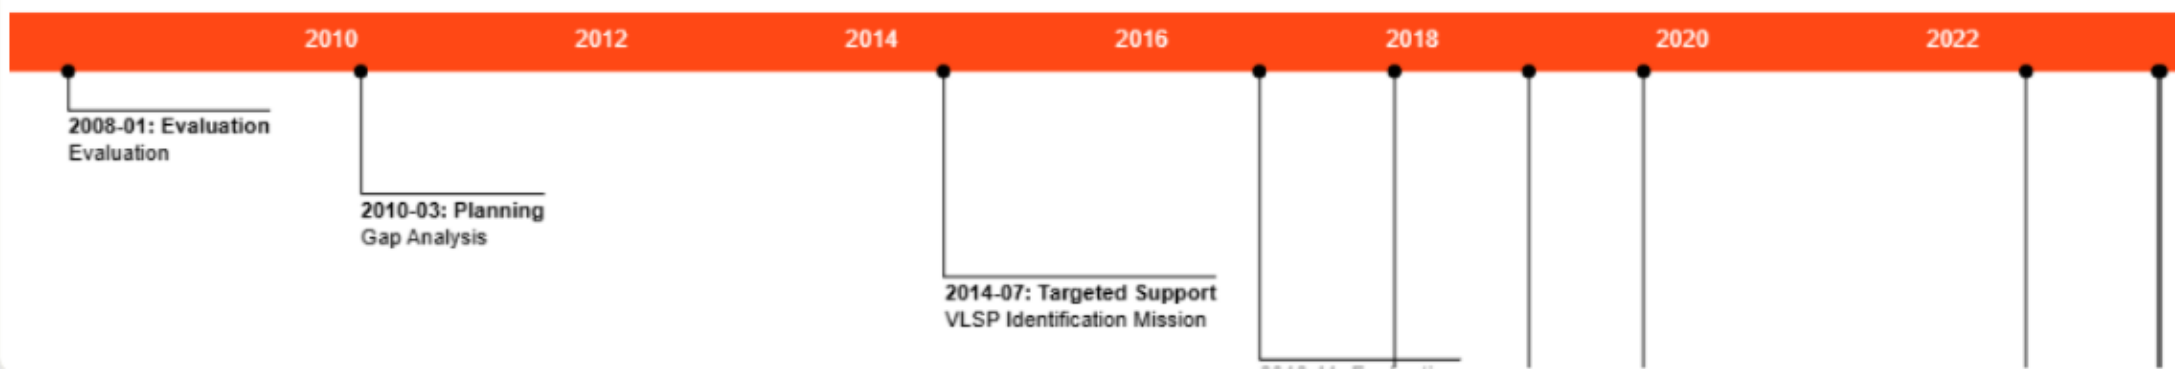 2010 2012 2014 2016 2018 2020 2022
2008-01: Evaluation
Evaluation
2010-03: Planning
Gap Analysis
2014-07: Targeted Support
VLSP Identification Mission